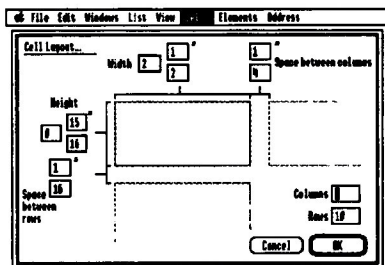 File Edit Windows List View Elements Address
Cell Layout...
Width 2 1 " 2
1 " 4 Space between columns
Height
0 15 " 16
1 " 16
Space between rows
Columns
Rows 10
Cancel OK